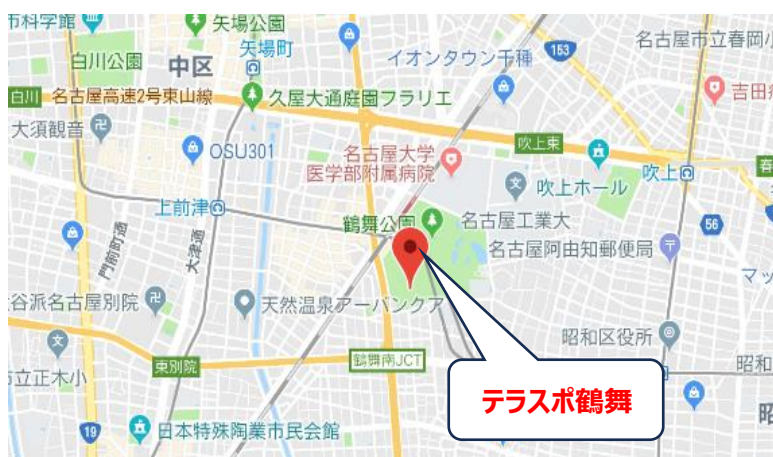 市科学館
矢場公園
矢場町
イオンタウン千種
153
名古屋市立春岡小
白川公園
中区
吉田病
白川
名古屋高速2号東山線
久屋大通庭園フラリエ
大須観音
OSU301
名古屋大学
医学部附属病院
吹上東
吹上ホール
吹上
春
上前津
門前町通
大津通
鶴舞公園
名古屋工業大
56
名古屋阿由知郵便局
マッ
谷派名古屋別院
天然温泉アーバンクア
昭和区役所
東別院
鶴舞南JCT
昭和
立正木小
テラスポ鶴舞
19
日本特殊陶業市民会館
昭